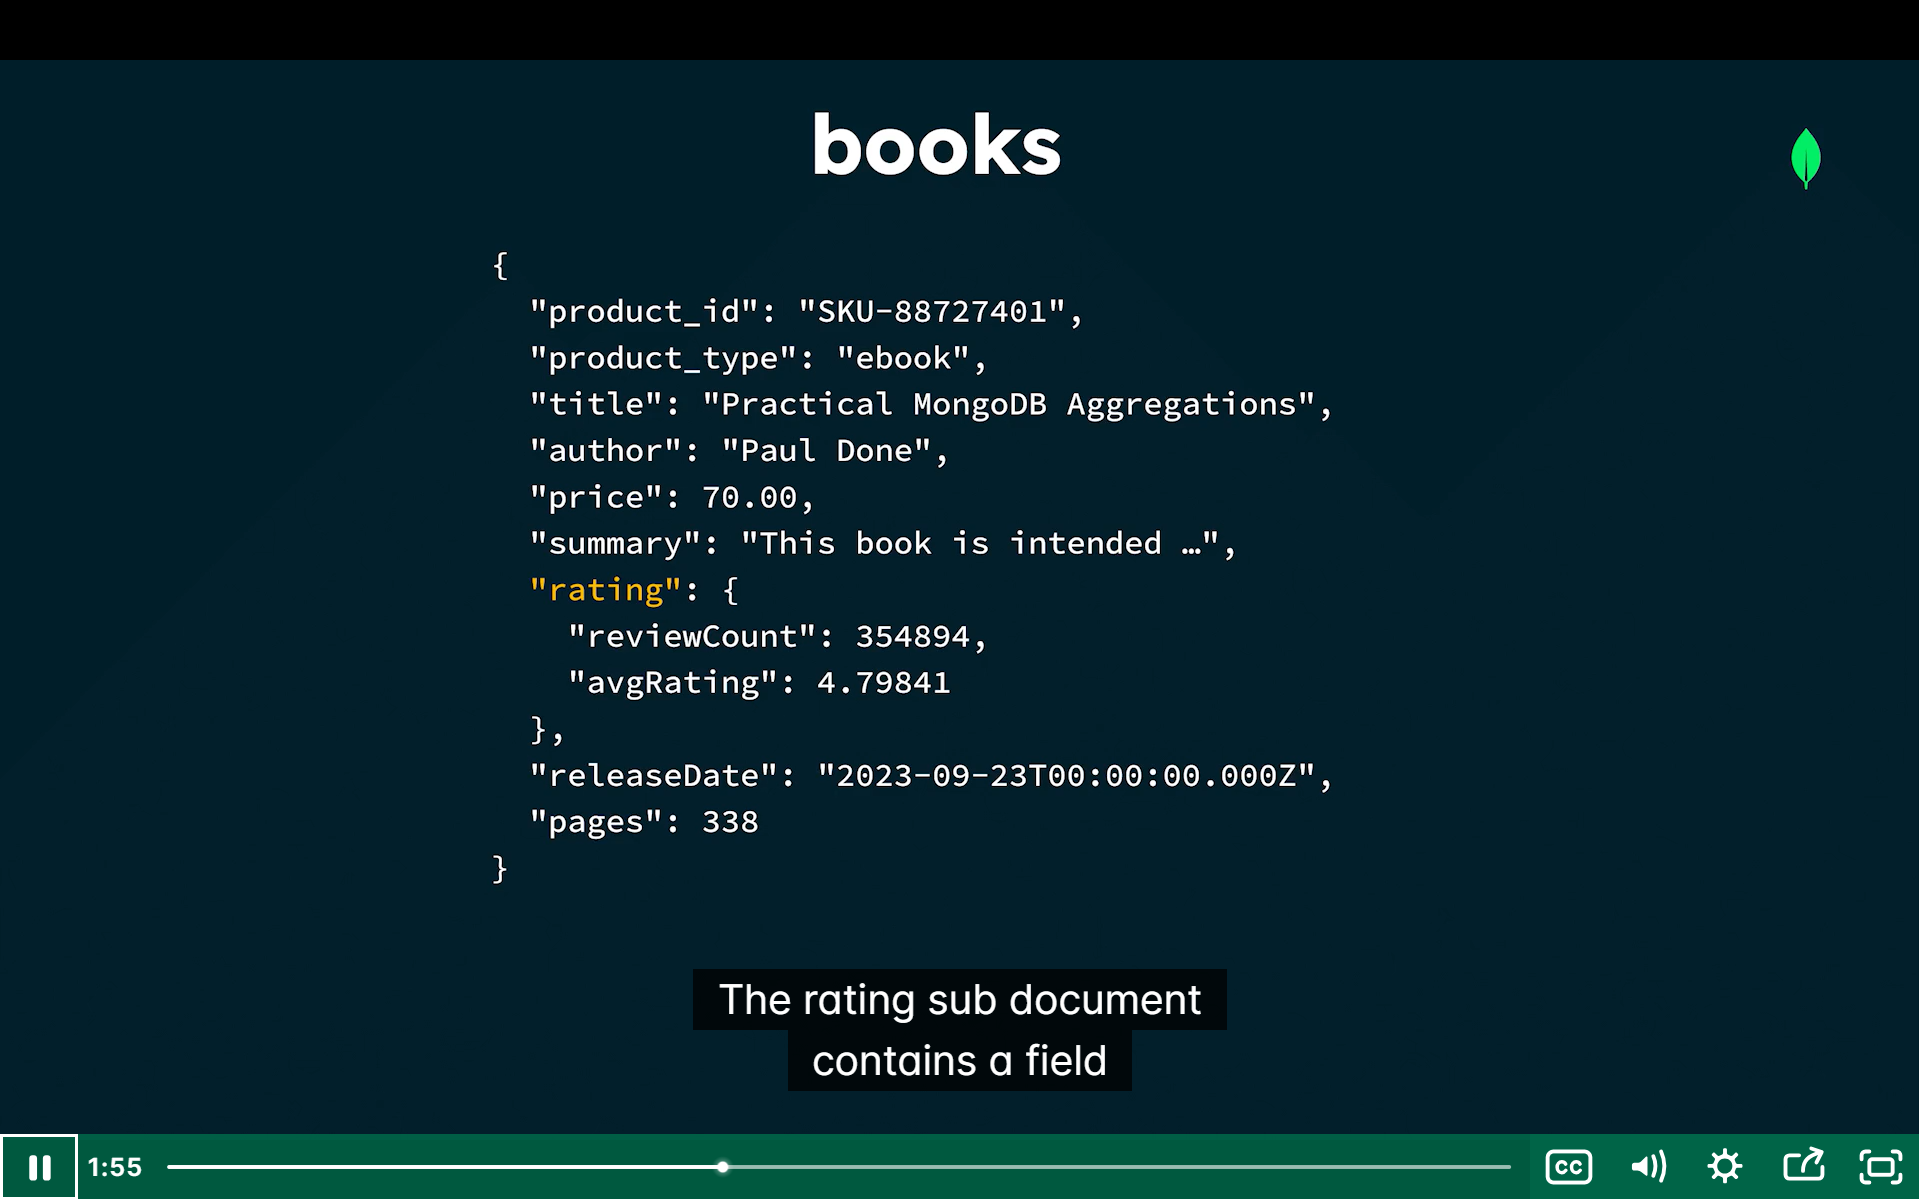 books
{
"product_id": "SKU-88727401",
"product_type": "ebook",
"title": "Practical MongoDB Aggregations",
"author": "Paul Done",
"price": 70.00,
"summary": "This book is intended …",
"rating": {
"reviewCount": 354894,
"avgRating": 4.79841
},
"releaseDate": "2023-09-23T00:00:00.000Z",
"pages": 338
}
The rating sub document
contains a field
1:55
CC